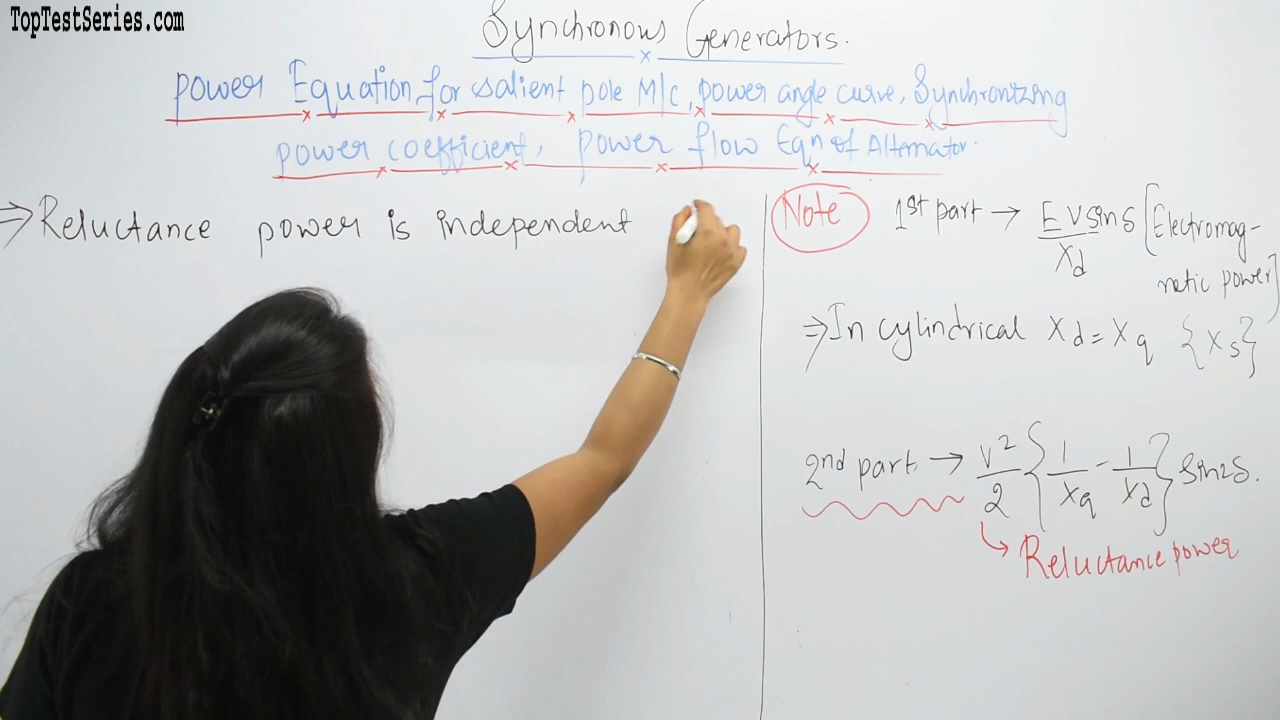 TopTestSeries.com
Synchronous Generators.
Power Equation for salient pole M/c, power angle curve, Synchronizing
power coefficient, power flow Eqn of Alternator.
⇒ Reluctance power is independent
Note 1st part → EVsinδ/Xd [Electromag-
netic power]
⇒ In cylindrical Xd = Xq {Xs}
2nd part → V²/2 {1/Xq - 1/Xd} sin2δ.
↳ Reluctance power